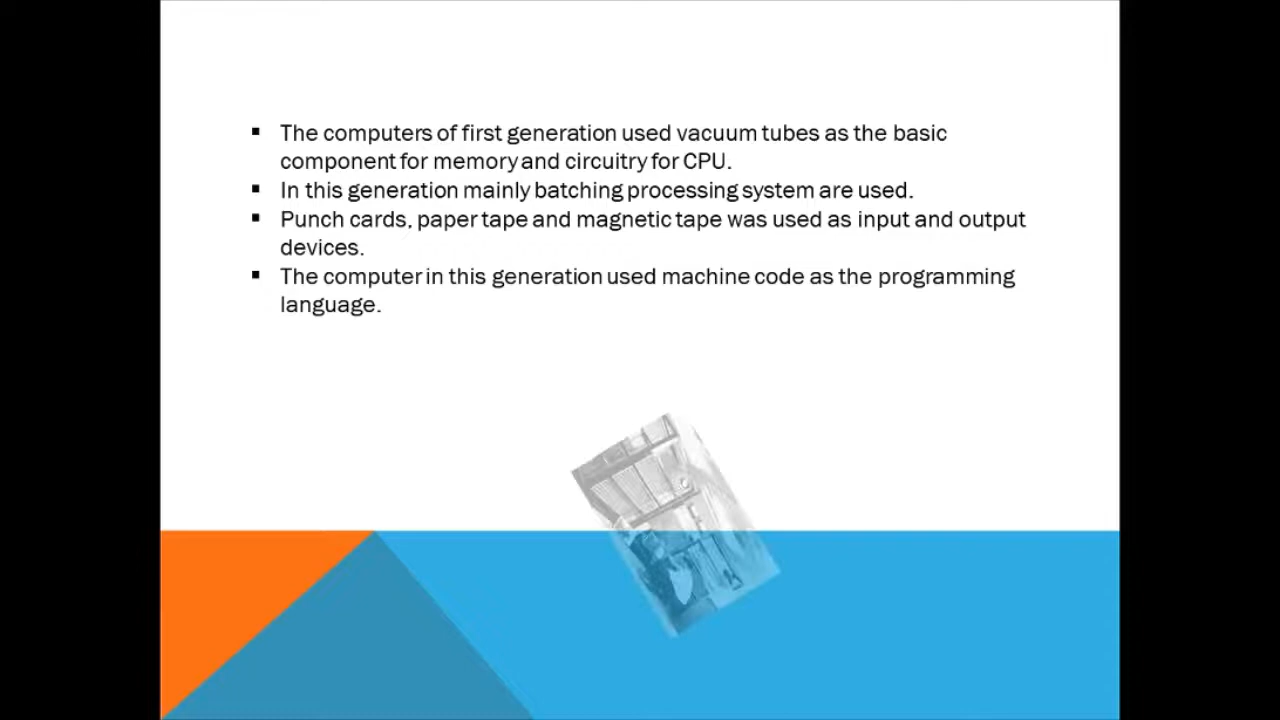 ▪ The computers of first generation used vacuum tubes as the basic
component for memory and circuitry for CPU.
▪ In this generation mainly batching processing system are used.
▪ Punch cards, paper tape and magnetic tape was used as input and output
devices.
▪ The computer in this generation used machine code as the programming
language.